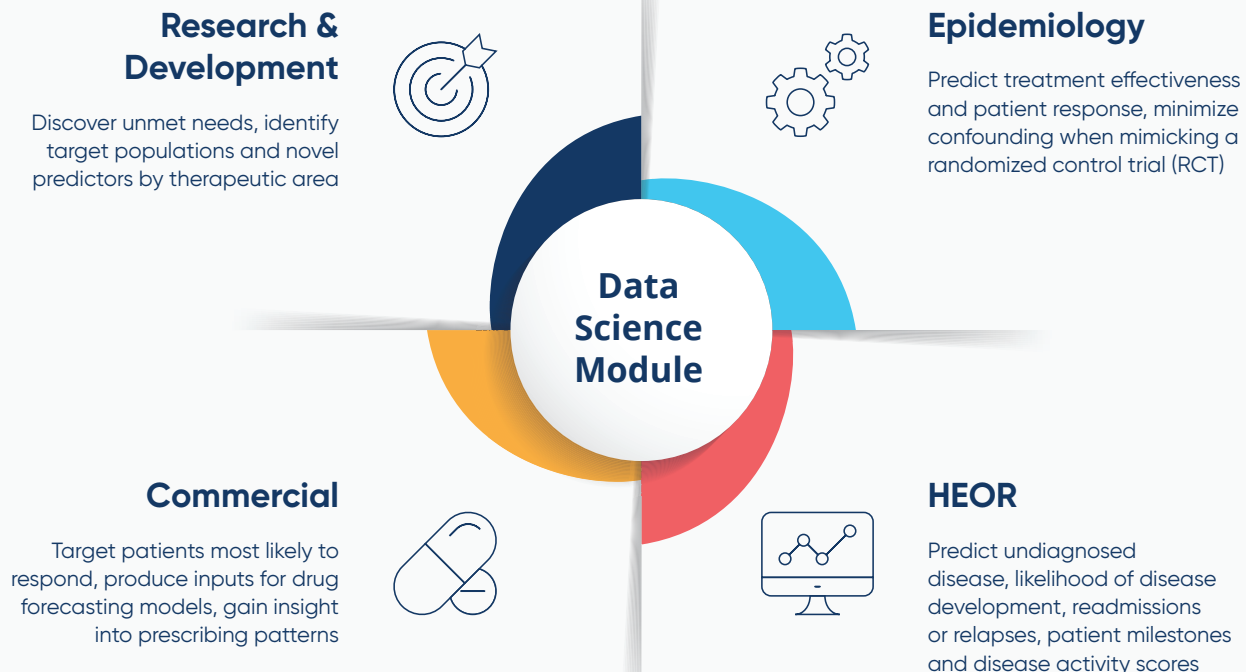 Research &
Development
Discover unmet needs, identify
target populations and novel
predictors by therapeutic area
Epidemiology
Predict treatment effectiveness
and patient response, minimize
confounding when mimicking a
randomized control trial (RCT)
Data
Science
Module
Commercial
Target patients most likely to
respond, produce inputs for drug
forecasting models, gain insight
into prescribing patterns
HEOR
Predict undiagnosed
disease, likelihood of disease
development, readmissions
or relapses, patient milestones
and disease activity scores